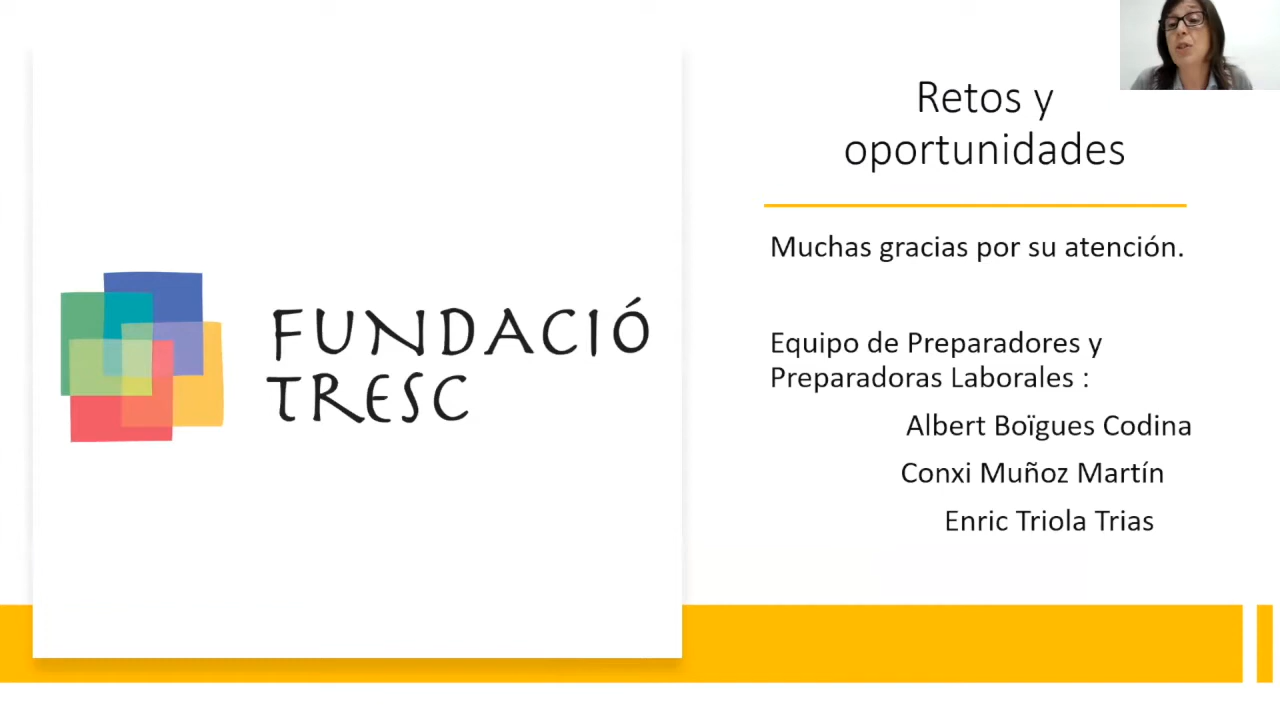 FUNDACIÓ
TRESC
Retos y
oportunidades
Muchas gracias por su atención.
Equipo de Preparadores y
Preparadoras Laborales :
Albert Boïgues Codina
Conxi Muñoz Martín
Enric Triola Trias